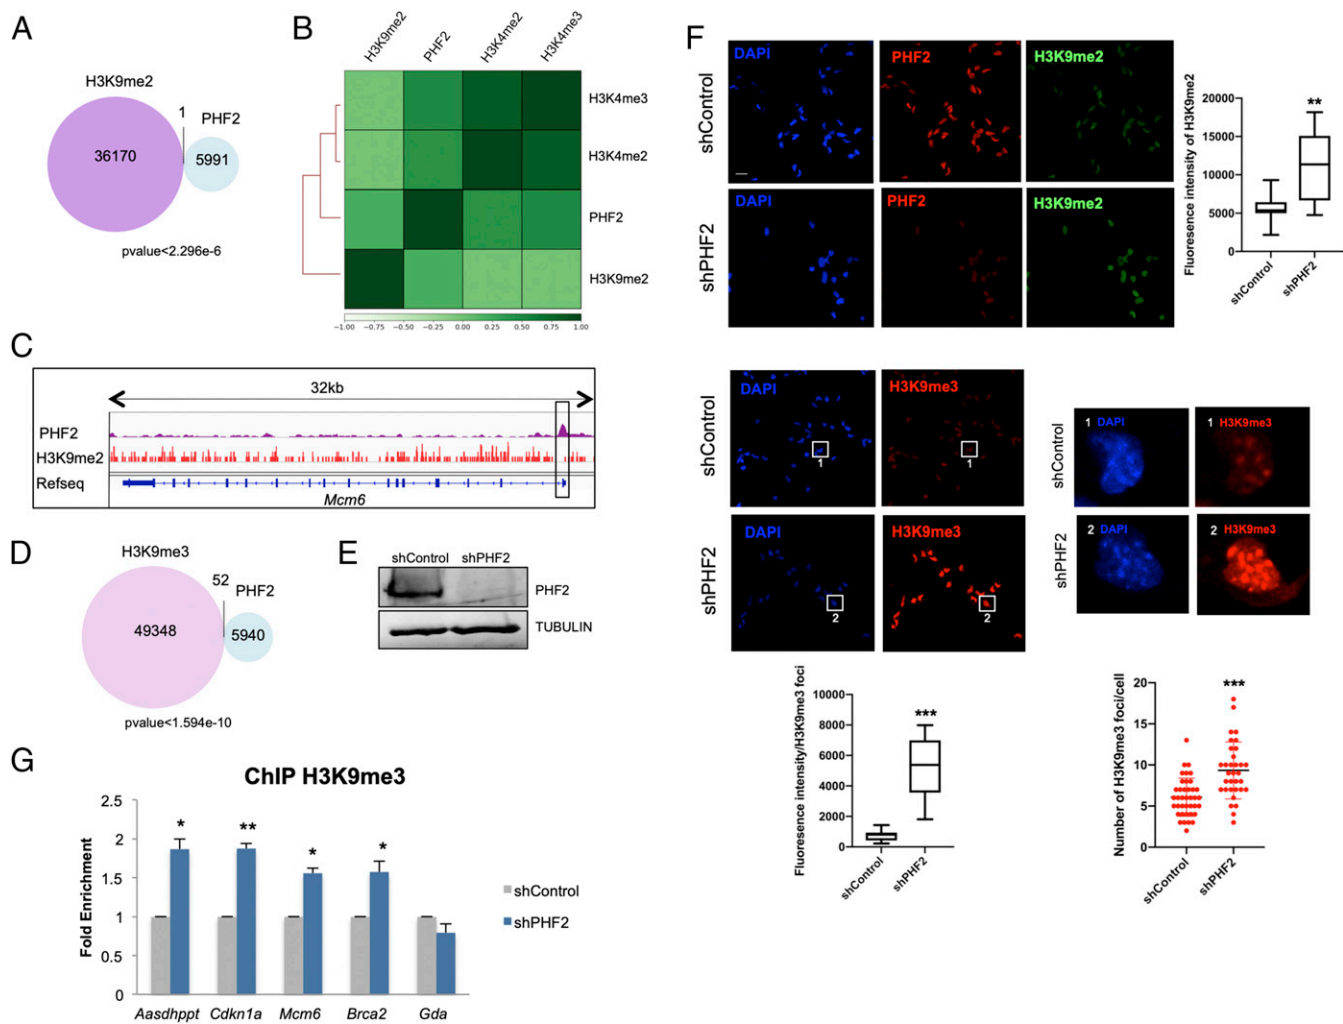 A
H3K9me2
1
PHF2
36170
5991
pvalue<2.296e-6
B
H3K9me2
PHF2
H3K4me2
H3K4me3
H3K4me3
H3K4me2
PHF2
H3K9me2
−1.00 −0.75 −0.50 −0.25 0.00 0.25 0.50 0.75 1.00
C
32kb
PHF2
H3K9me2
Refseq
Mcm6
D
H3K9me3
52
PHF2
49348
5940
pvalue<1.594e-10
E
shControl shPHF2
PHF2
TUBULIN
F
shControl
DAPI
PHF2
H3K9me2
shPHF2
DAPI
PHF2
H3K9me2
Fluoresence intensity of H3K9me2
20000
15000
10000
5000
0
**
shControl
shPHF2
shControl
DAPI
1
H3K9me3
1
shPHF2
DAPI
2
H3K9me3
2
shControl
1 DAPI
1 H3K9me3
shPHF2
2 DAPI
2 H3K9me3
Fluoresence intensity/H3K9me3 foci
10000
8000
6000
4000
2000
0
***
shControl
shPHF2
Number of H3K9me3 foci/cell
20
15
10
5
0
***
shControl
shPHF2
G
ChIP H3K9me3
Fold Enrichment
2.5
2
1.5
1
0.5
0
* ** * *
shControl
shPHF2
Aasdhppt Cdkn1a Mcm6 Brca2 Gda